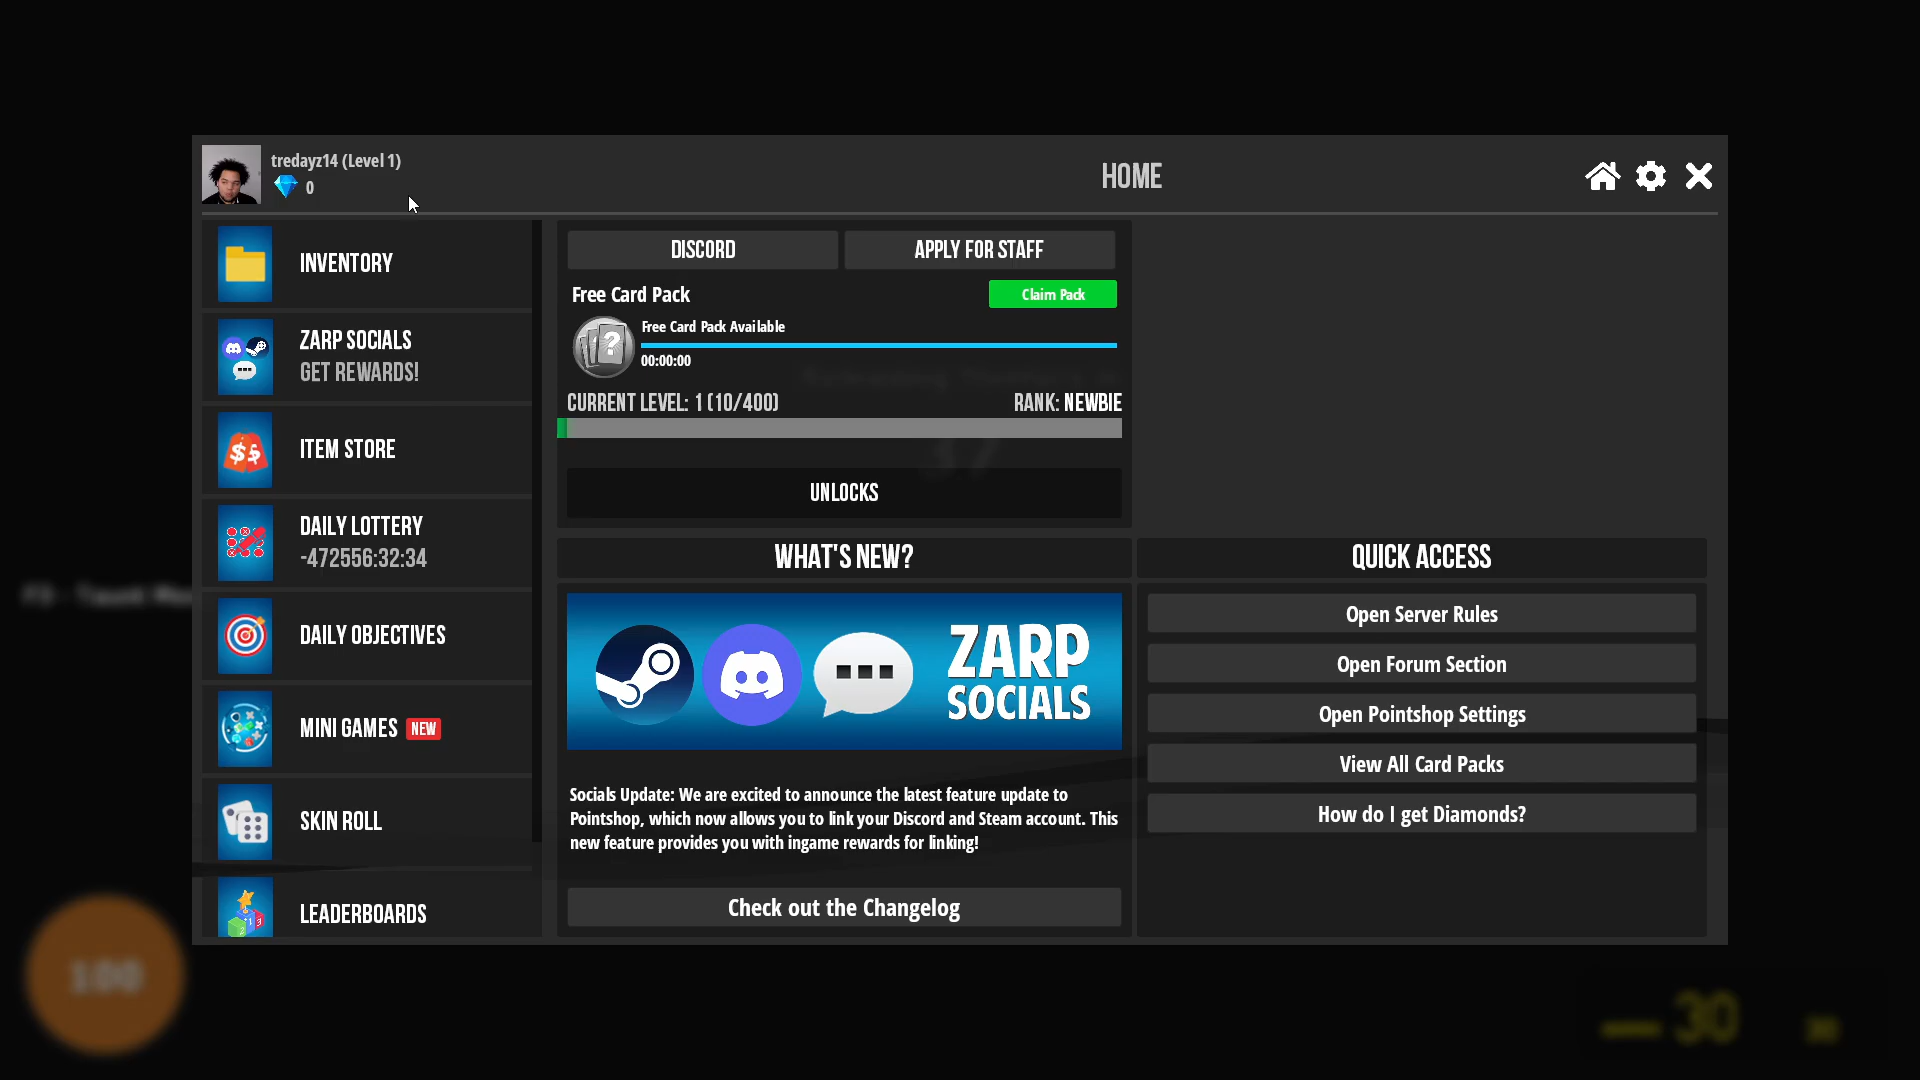 tredayz14 (Level 1)
0
HOME
INVENTORY
ZARP SOCIALS
GET REWARDS!
ITEM STORE
DAILY LOTTERY
-472556:32:34
DAILY OBJECTIVES
MINI GAMES NEW
SKIN ROLL
LEADERBOARDS
DISCORD
APPLY FOR STAFF
Free Card Pack
Claim Pack
Free Card Pack Available
00:00:00
CURRENT LEVEL: 1 (10/400)
RANK: NEWBIE
37
UNLOCKS
WHAT'S NEW?
ZARP
SOCIALS
Socials Update: We are excited to announce the latest feature update to
Pointshop, which now allows you to link your Discord and Steam account. This
new feature provides you with ingame rewards for linking!
Check out the Changelog
QUICK ACCESS
Open Server Rules
Open Forum Section
Open Pointshop Settings
View All Card Packs
How do I get Diamonds?
100
30
30